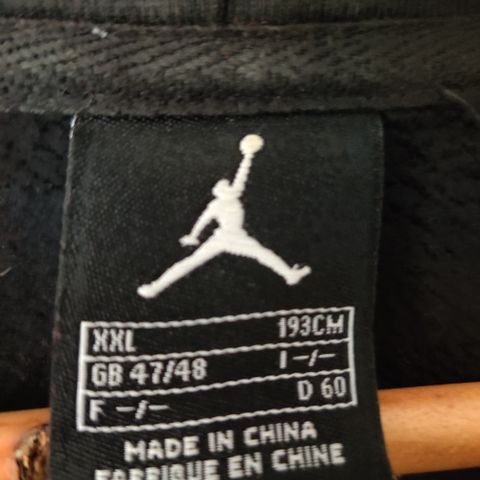 XXL 193CM
GB 47/48 I -/-
F -/- D 60
MADE IN CHINA
FABRIQUE EN CHINE